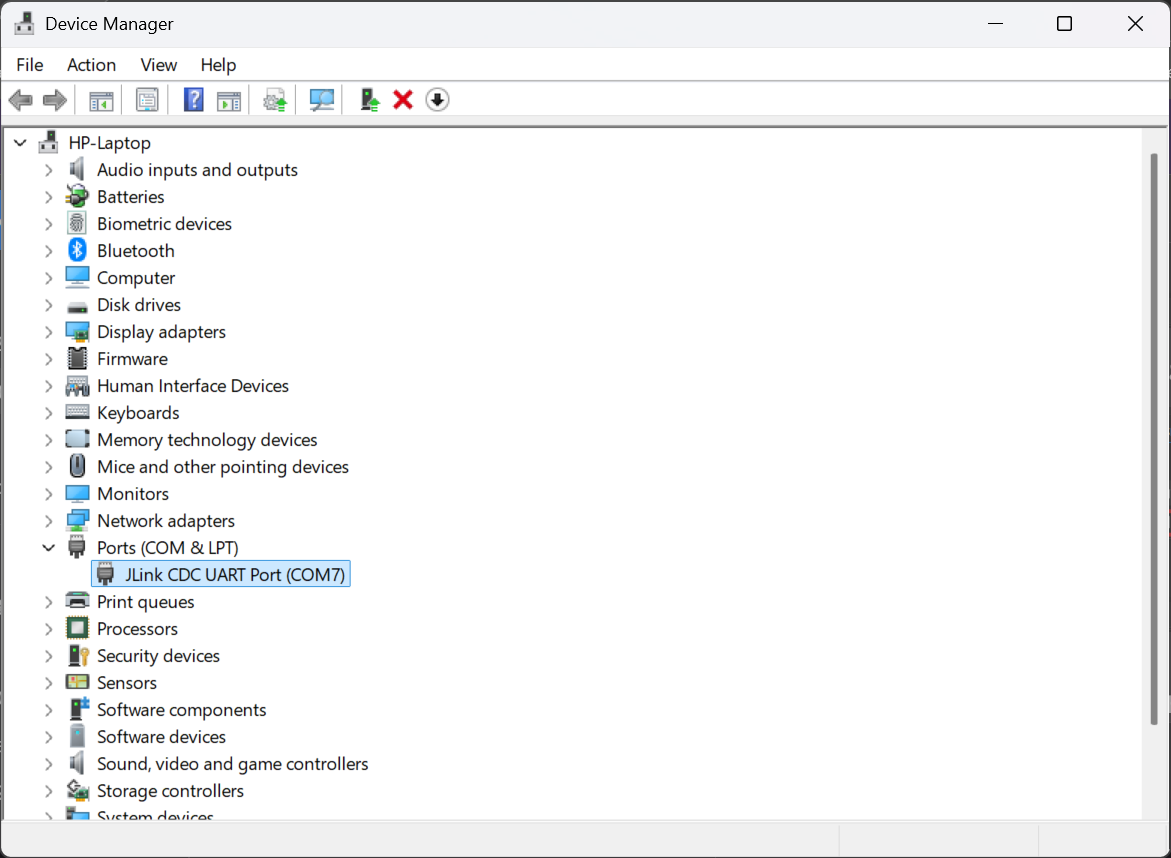 Device Manager
File Action View Help
HP-Laptop
Audio inputs and outputs
Batteries
Biometric devices
Bluetooth
Computer
Disk drives
Display adapters
Firmware
Human Interface Devices
Keyboards
Memory technology devices
Mice and other pointing devices
Monitors
Network adapters
Ports (COM & LPT)
JLink CDC UART Port (COM7)
Print queues
Processors
Security devices
Sensors
Software components
Software devices
Sound, video and game controllers
Storage controllers
System devices